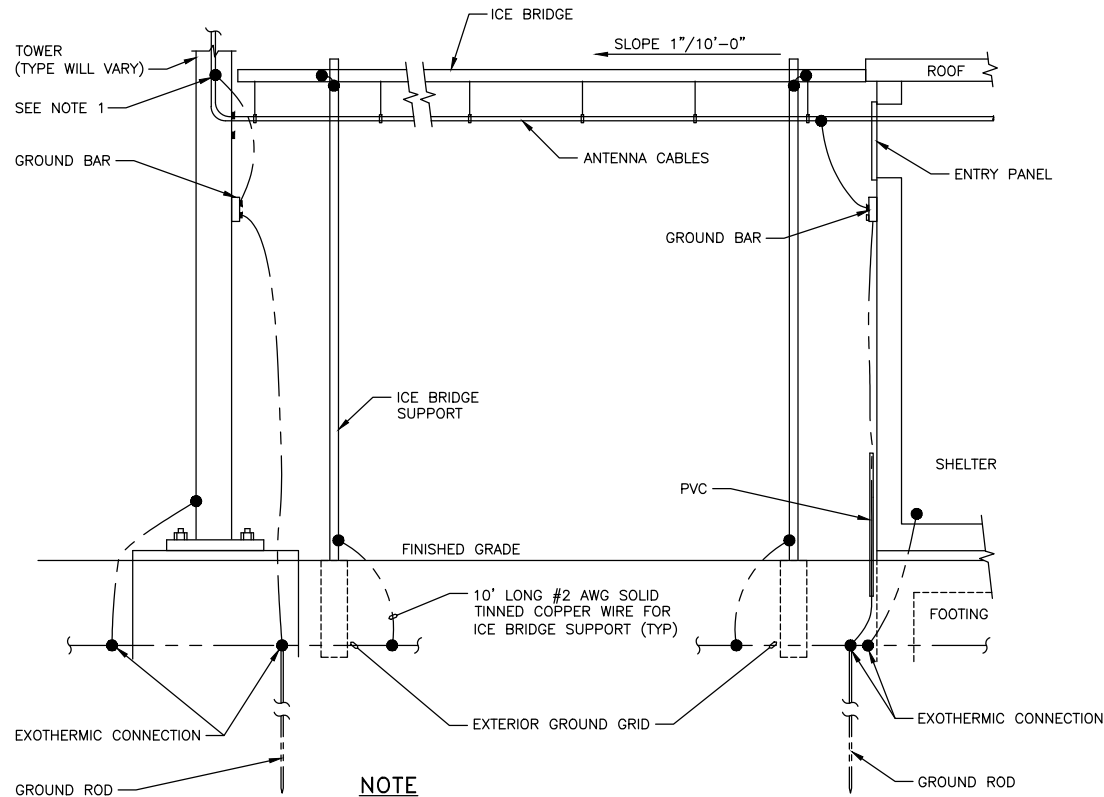 ICE BRIDGE
SLOPE 1"/10'-0"
TOWER
(TYPE WILL VARY)
ROOF
SEE NOTE 1
ANTENNA CABLES
GROUND BAR
ENTRY PANEL
GROUND BAR
ICE BRIDGE
SUPPORT
SHELTER
PVC
FINISHED GRADE
10' LONG #2 AWG SOLID
TINNED COPPER WIRE FOR
ICE BRIDGE SUPPORT (TYP)
FOOTING
EXOTHERMIC CONNECTION
EXTERIOR GROUND GRID
EXOTHERMIC CONNECTION
GROUND ROD
NOTE
GROUND ROD